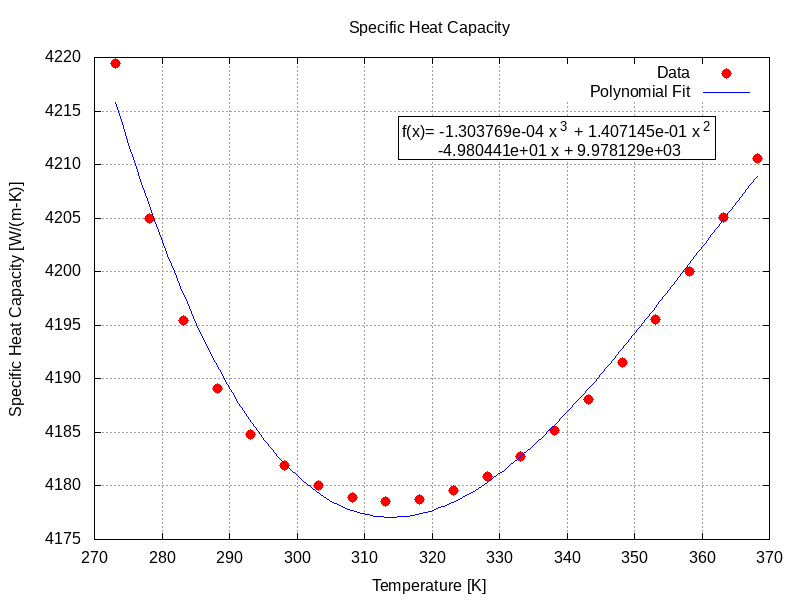 Specific Heat Capacity
Data
Polynomial Fit
f(x)= -1.303769e-04 x^3 + 1.407145e-01 x^2
-4.980441e+01 x + 9.978129e+03
Specific Heat Capacity [W/(m-K)]
4220
4215
4210
4205
4200
4195
4190
4185
4180
4175
270 280 290 300 310 320 330 340 350 360 370
Temperature [K]